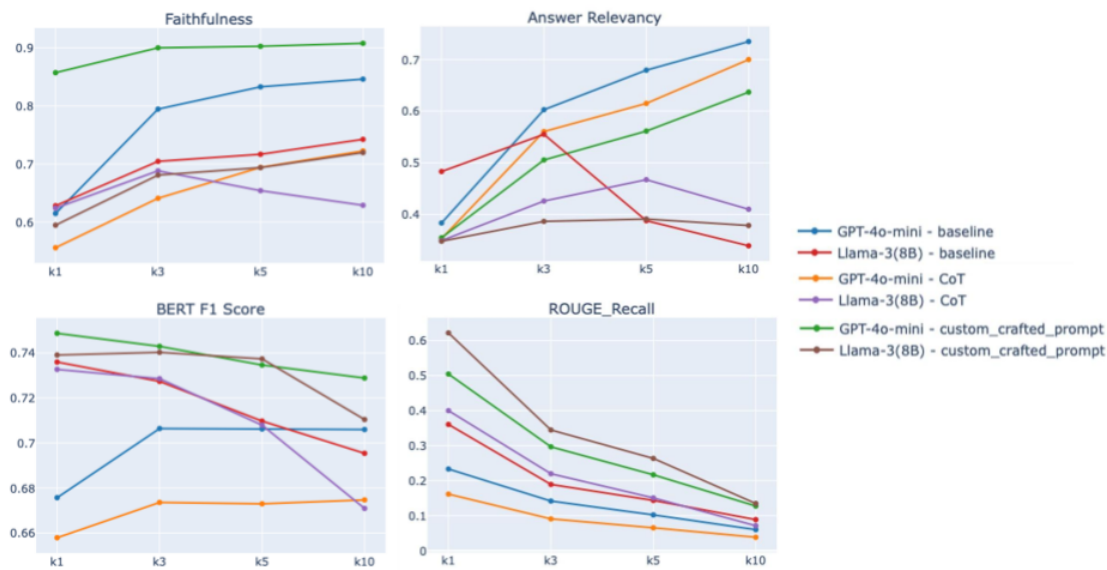 Faithfulness
0.9
0.8
0.7
0.6
k1 k3 k5 k10
Answer Relevancy
0.7
0.6
0.5
0.4
k1 k3 k5 k10
BERT F1 Score
0.74
0.72
0.7
0.68
0.66
k1 k3 k5 k10
ROUGE_Recall
0.6
0.5
0.4
0.3
0.2
0.1
0
k1 k3 k5 k10
GPT-4o-mini - baseline
Llama-3(8B) - baseline
GPT-4o-mini - CoT
Llama-3(8B) - CoT
GPT-4o-mini - custom_crafted_prompt
Llama-3(8B) - custom_crafted_prompt